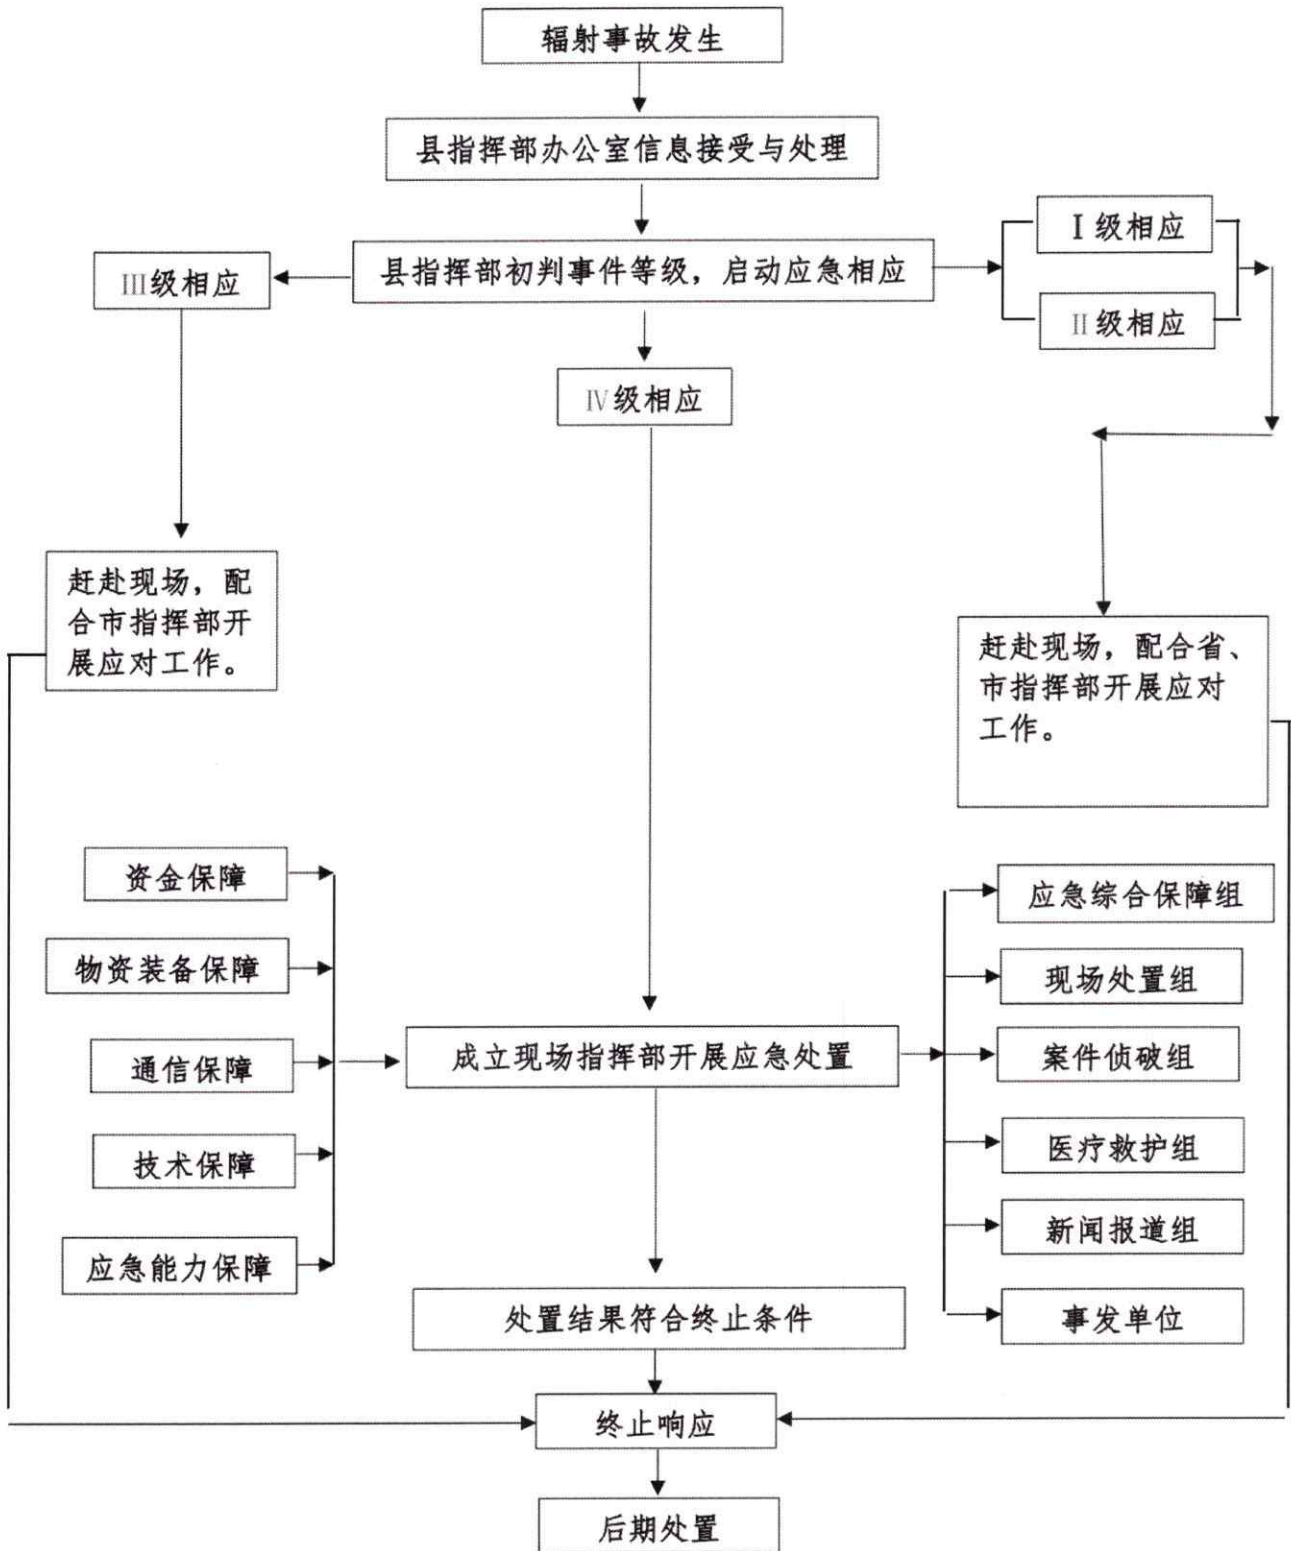 辐射事故发生
县指挥部办公室信息接受与处理
Ⅰ级相应
县指挥部初判事件等级，启动应急相应
Ⅲ级相应
Ⅱ级相应
Ⅳ级相应
赶赴现场，配
合市指挥部开
展应对工作。
赶赴现场，配合省、
市指挥部开展应对
工作。
资金保障
物资装备保障
通信保障
技术保障
应急能力保障
成立现场指挥部开展应急处置
应急综合保障组
现场处置组
案件侦破组
医疗救护组
新闻报道组
事发单位
处置结果符合终止条件
终止响应
后期处置